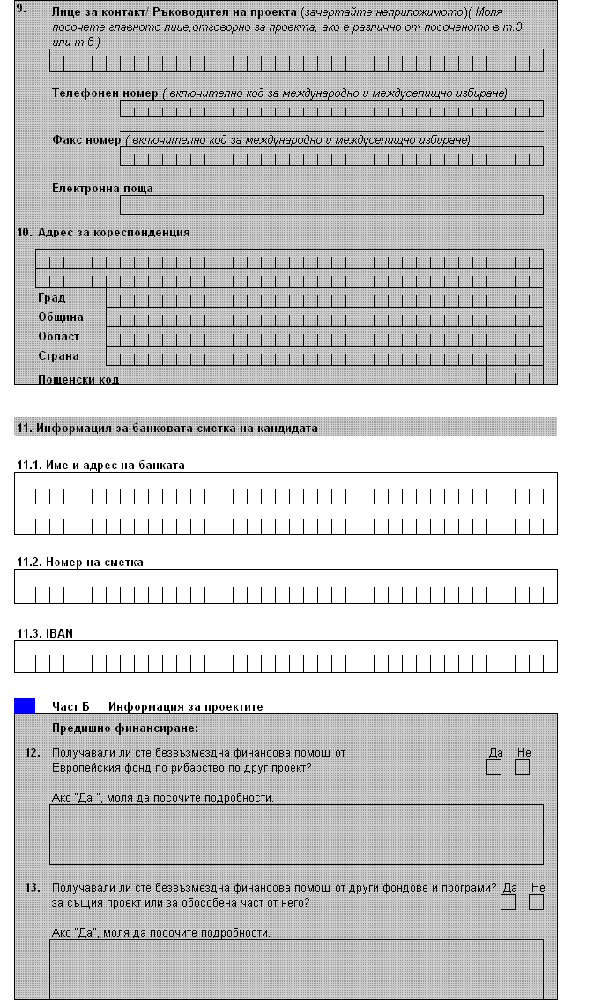 9. Лице за контакт/ Ръководител на проекта (зачертайте неприложимото)( Моля
посочете главното лице,отговорно за проекта, ако е различно от посоченото в т.3
или т.6 )
Телефонен номер ( включително код за международно и междуселищно избиране)
Факс номер ( включително код за международно и междуселищно избиране)
Електронна поща
10. Адрес за кореспонденция
Град
Община
Област
Страна
Пощенски код
11. Информация за банковата сметка на кандидата
11.1. Име и адрес на банката
11.2. Номер на сметка
11.3. IBAN
Част Б Информация за проектите
Предишно финансиране:
12. Получавали ли сте безвъзмездна финансова помощ от Да Не
Европейския фонд по рибарство по друг проект?
Ако "Да ", моля да посочите подробности.
13. Получавали ли сте безвъзмездна финансова помощ от други фондове и програми? Да Не
за същия проект или за обособена част от него?
Ако "Да", моля да посочите подробности.